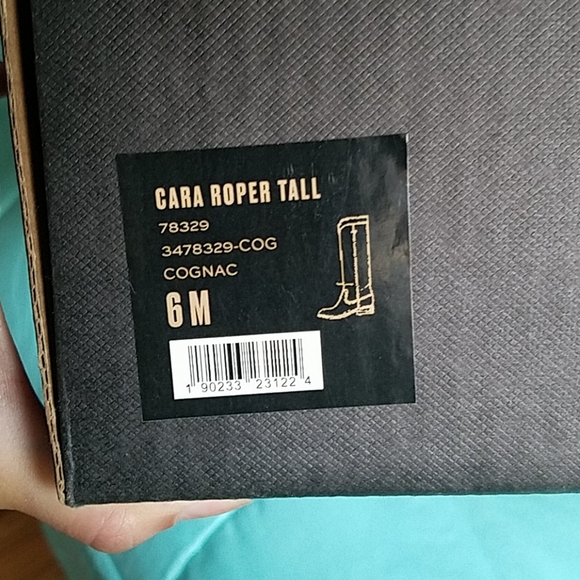 CARA ROPER TALL
78329
3478329-COG
COGNAC
6 M
1 90233 23122 4